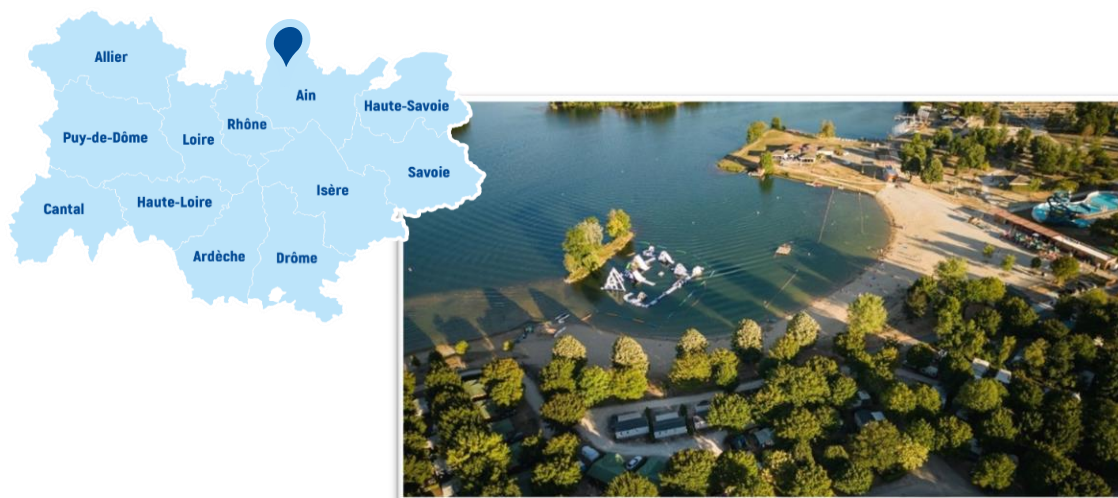 Allier
Ain
Haute-Savoie
Rhône
Puy-de-Dôme
Loire
Savoie
Isère
Haute-Loire
Cantal
Ardèche
Drôme